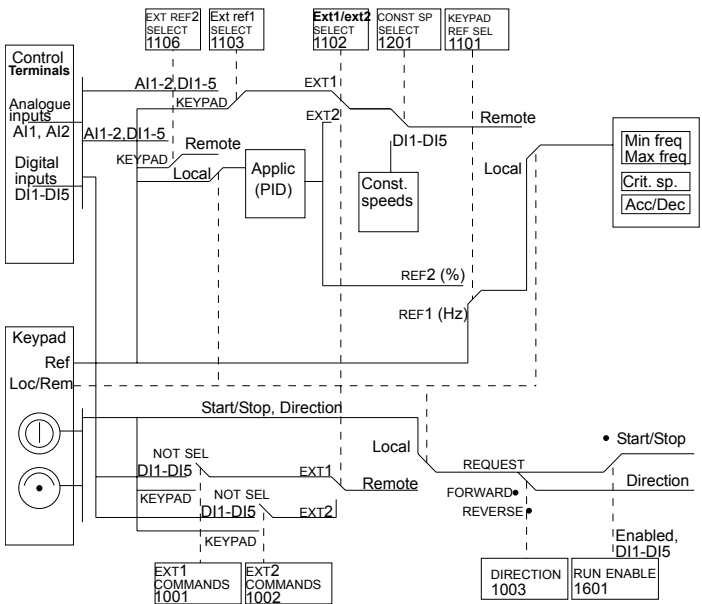 EXT REF2
SELECT
1106
Ext ref1
SELECT
1103
Ext1/ext2
SELECT
1102
CONST SP
SELECT
1201
KEYPAD
REF SEL
1101
Control
Terminals
Analogue
inputs
AI1, AI2
Digital
inputs
DI1-DI5
AI1-2,DI1-5
KEYPAD
EXT1
EXT2
AI1-2,DI1-5
Remote
KEYPAD
Local
Applic
(PID)
DI1-DI5
Const.
speeds
Remote
Local
Min freq
Max freq
Crit. sp.
Acc/Dec
REF2 (%)
REF1 (Hz)
Keypad
Ref
Loc/Rem
Start/Stop, Direction
Local
NOT SEL
DI1-DI5
KEYPAD
EXT1
Remote
NOT SEL
DI1-DI5
EXT2
KEYPAD
REQUEST
Start/Stop
Direction
FORWARD
REVERSE
Enabled,
DI1-DI5
EXT1
COMMANDS
1001
EXT2
COMMANDS
1002
DIRECTION
1003
RUN ENABLE
1601